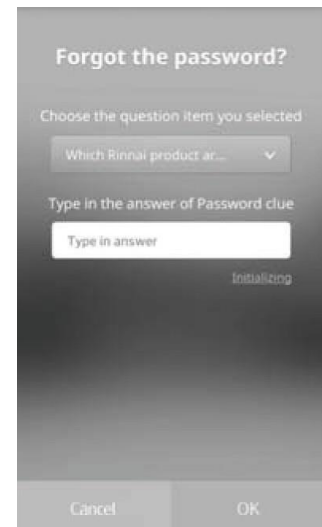 Forgot the password?
Choose the question item you selected
Which Rinnai product ar...
Type in the answer of Password clue
Type in answer
Initializing
Cancel
OK